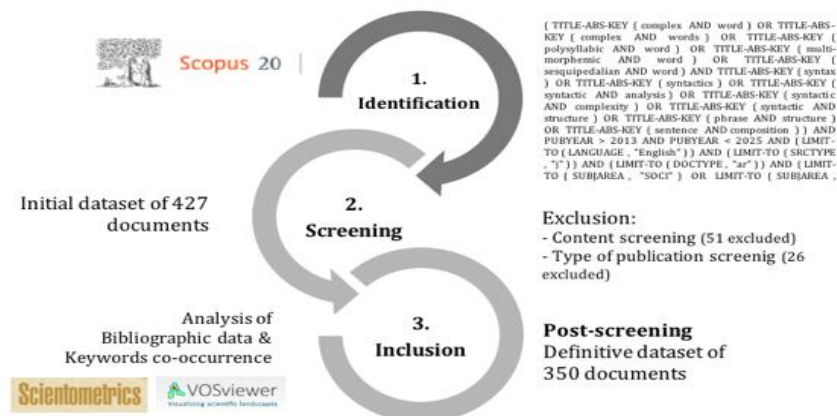 Scopus 20
1.
Identification
( TITLE-ABS-KEY ( complex AND word ) OR TITLE-ABS-
KEY ( complex AND words ) OR TITLE-ABS-KEY (
polysyllabic AND word ) OR TITLE-ABS-KEY ( multi-
morphemic AND word ) OR TITLE-ABS-KEY (
sesquipedalian AND word ) AND TITLE-ABS-KEY ( syntax
) OR TITLE-ABS-KEY ( syntactics ) OR TITLE-ABS-KEY (
syntactic AND analysis ) OR TITLE-ABS-KEY ( syntactic
AND complexity ) OR TITLE-ABS-KEY ( syntactic AND
structure ) OR TITLE-ABS-KEY ( phrase AND structure )
OR TITLE-ABS-KEY ( sentence AND composition ) ) AND
PUBYEAR > 2013 AND PUBYEAR < 2025 AND ( LIMIT-
TO ( LANGUAGE , "English" ) ) AND ( LIMIT-TO ( SRCTYPE
, "j" ) ) AND ( LIMIT-TO ( DOCTYPE , "ar" ) ) AND ( LIMIT-
TO ( SUBJAREA , "SOCI" ) OR LIMIT-TO ( SUBJAREA ,
Initial dataset of 427
documents
2.
Screening
Exclusion:
- Content screening (51 excluded)
- Type of publication screenig (26
excluded)
Analysis of
Bibliographic data &
Keywords co-occurrence
Scientometrics
VOSviewer
Visualizing scientific landscapes
3.
Inclusion
Post-screening
Definitive dataset of
350 documents